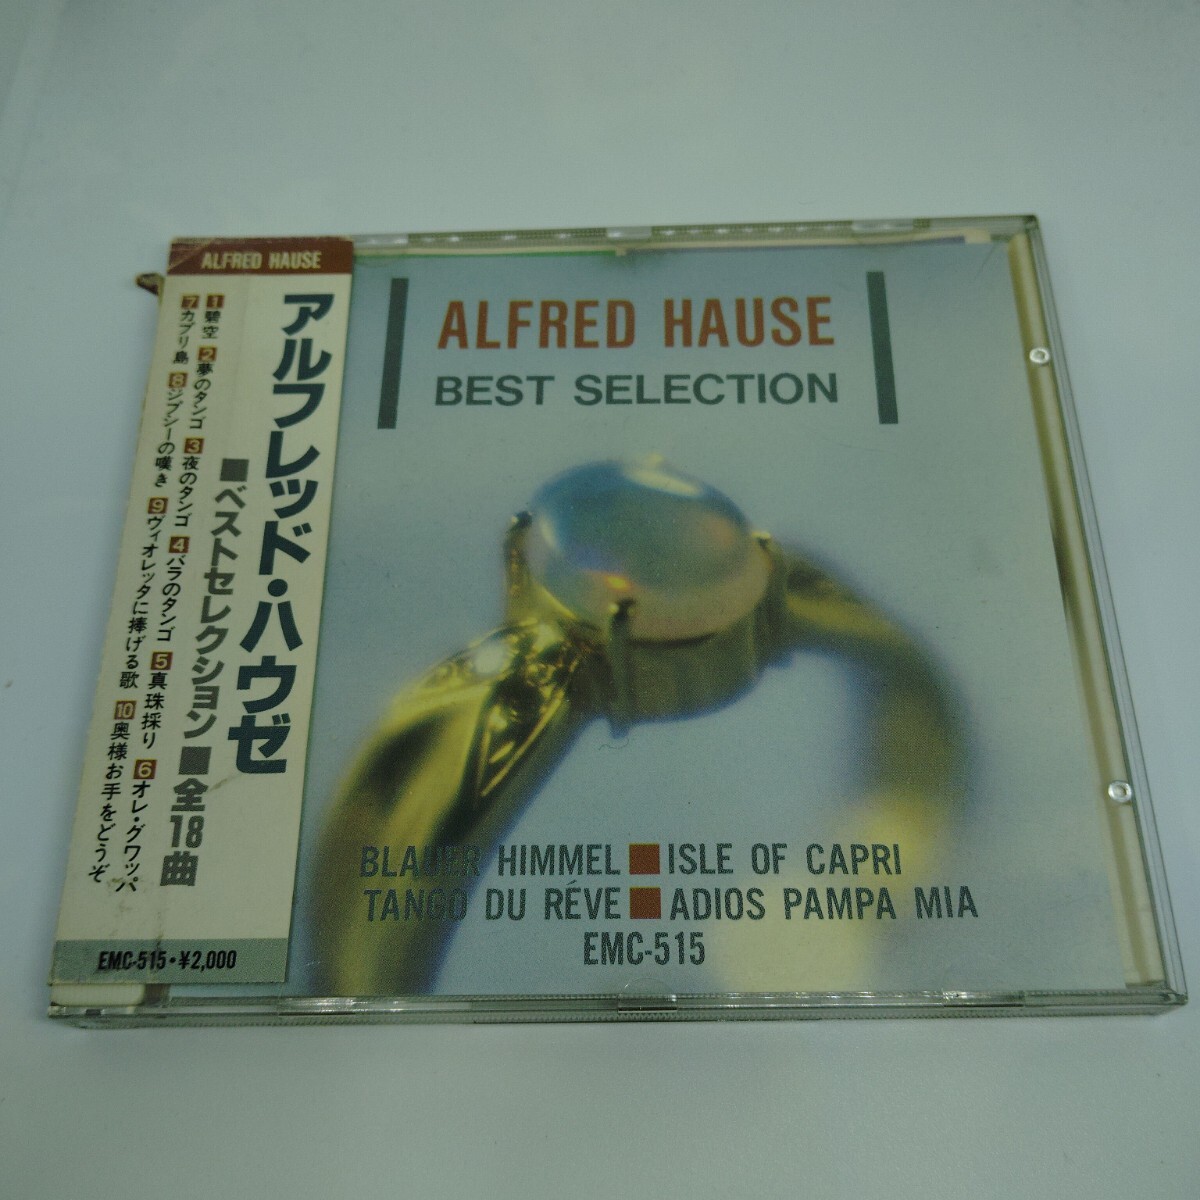 ALFRED HAUSE
アルフレッド・ハウゼ
■ベストセレクション■全18曲
1碧空 2夢のタンゴ 3夜のタンゴ 4バラのタンゴ 5真珠採り 6オレ・グワッパ
7カプリ島 8ジプシーの嘆き 9ヴィオレッタに捧げる歌 10奥様お手をどうぞ
EMC-515・¥2,000
ALFRED HAUSE
BEST SELECTION
BLAUER HIMMEL■ISLE OF CAPRI
TANGO DU RÉVE■ADIOS PAMPA MIA
EMC-515